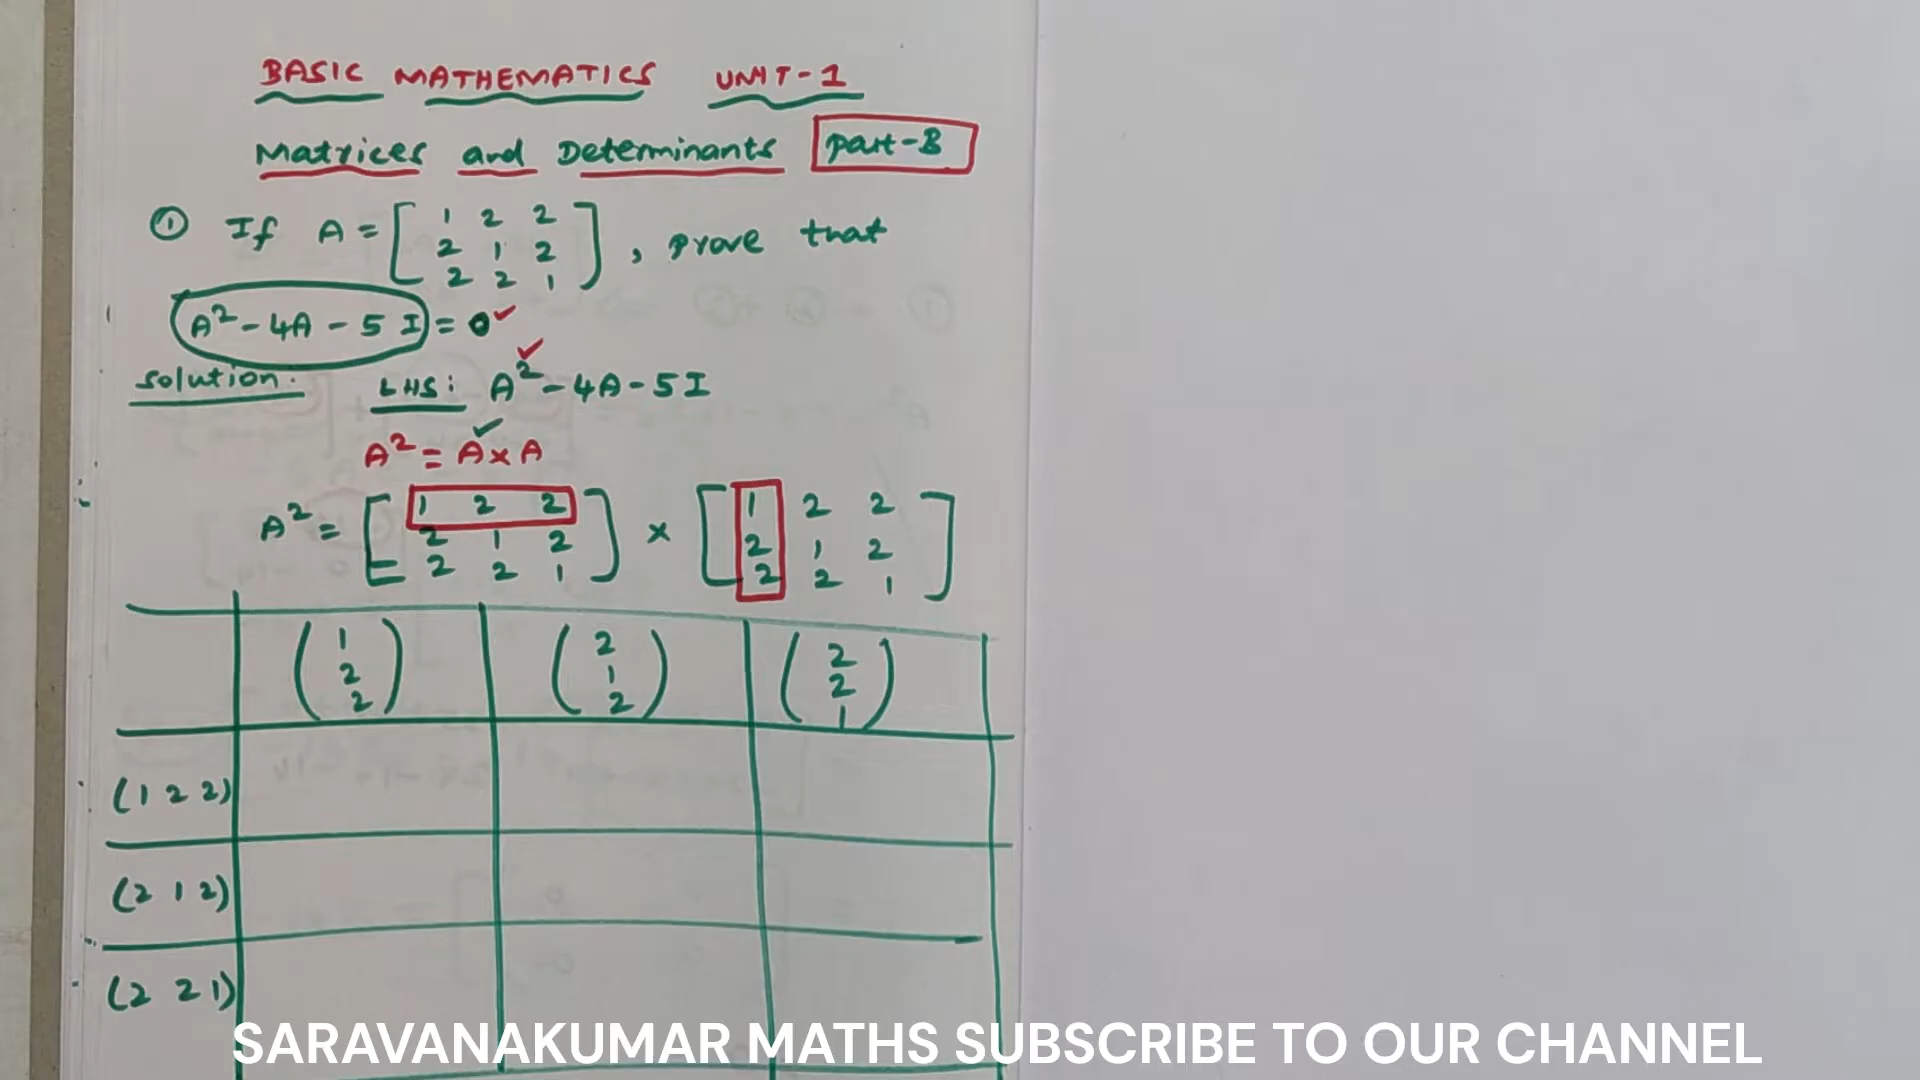 BASIC MATHEMATICS UNIT-1
Matrices and Determinants part-B
① If A = [1 2 2
2 1 2
2 2 1], prove that
A² - 4A - 5 I = 0 ✓
Solution: LHS: A² - 4A - 5I
A² = A × A
A² = [1 2 2 × [1 2 2
2 1 2 2 1 2
2 2 1] 2 2 1]
(1 2 2) (2 1 2) (2 2 1)
(1 2 2)
(2 1 2)
(2 2 1)
SARAVANAKUMAR MATHS SUBSCRIBE TO OUR CHANNEL